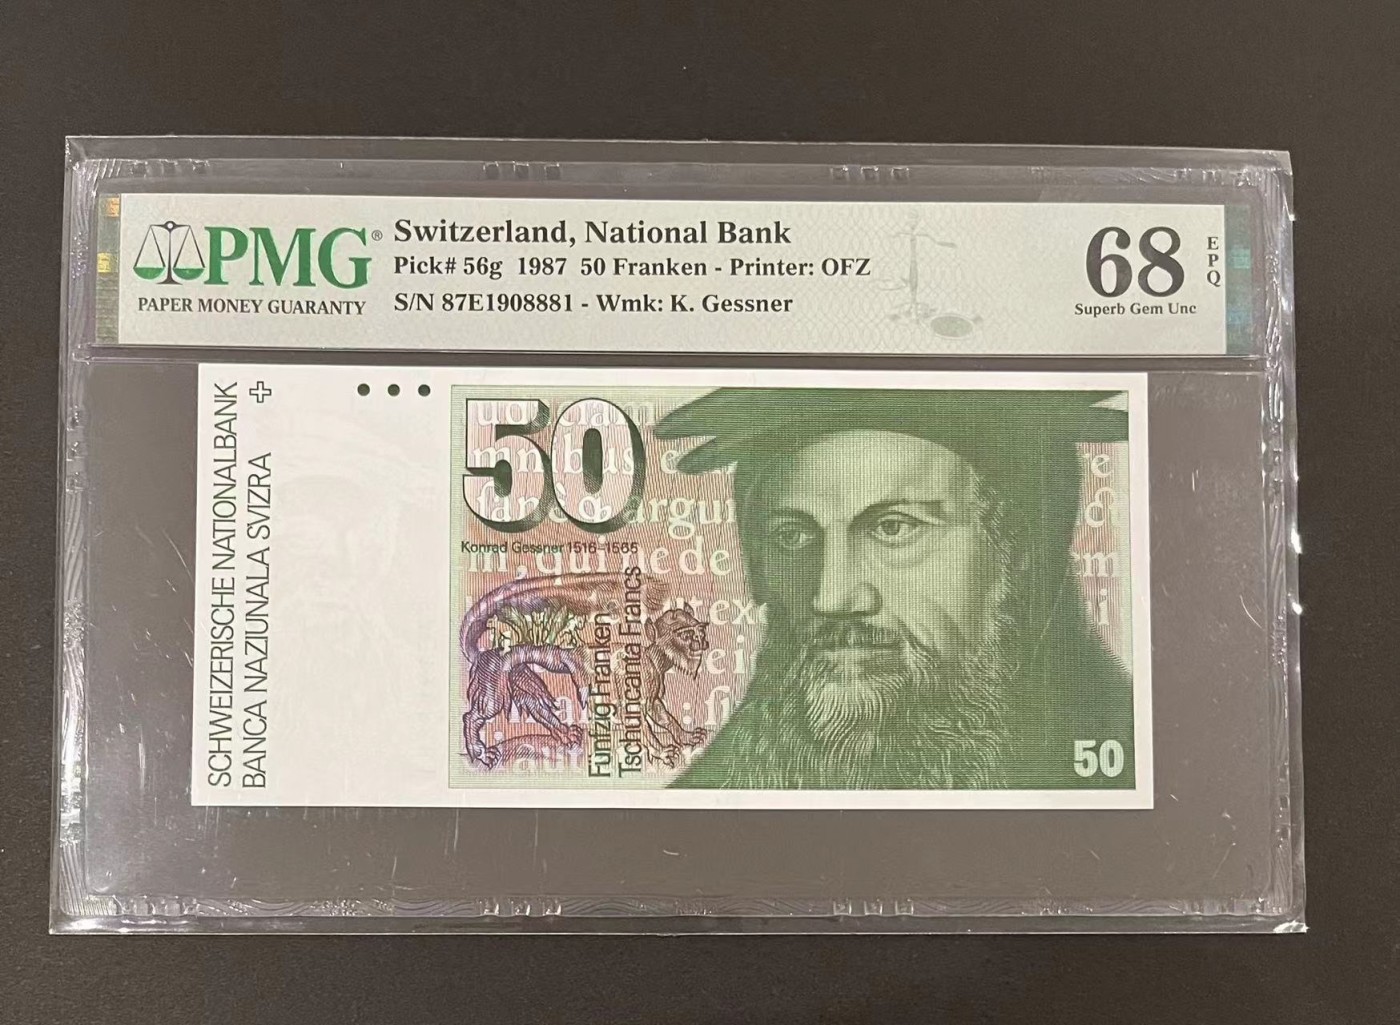 PMG®
PAPER MONEY GUARANTY
Switzerland, National Bank
Pick# 56g 1987 50 Franken - Printer: OFZ
S/N 87E1908881 - Wmk: K. Gessner
68
EPQ
Superb Gem Unc
SCHWEIZERISCHE NATIONALBANK
BANCA NAZIUNALA SVIZRA
50
Konrad Gessner 1516–1565
Fünfzig Franken
Tschuncanta Francs
50